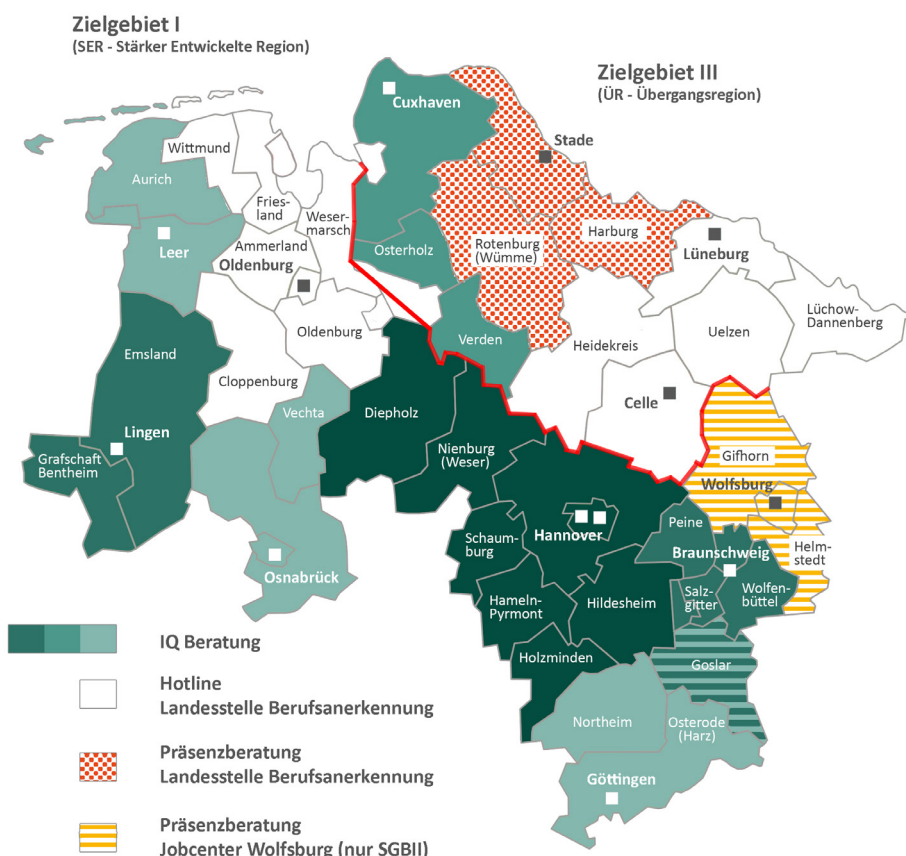 Zielgebiet I
(SER - Stärker Entwickelte Region)
Zielgebiet III
(ÜR - Übergangsregion)
Cuxhaven
Stade
Wittmund
Aurich
Fries-
land
Weser-
marsch
Leer
Ammerland
Oldenburg
Osterholz
Rotenburg
(Wümme)
Harburg
Lüneburg
Lüchow-
Dannenberg
Uelzen
Oldenburg
Verden
Heidekreis
Emsland
Cloppenburg
Vechta
Diepholz
Celle
Lingen
Grafschaft
Bentheim
Nienburg
(Weser)
Gifhorn
Wolfsburg
Peine
Hannover
Schaum-
burg
Braunschweig
Helm-
stedt
Osnabrück
Hameln-
Pyrmont
Hildesheim
Salz-
gitter
Wolfen-
büttel
Holzminden
Goslar
Northeim
Osterode
(Harz)
Göttingen
IQ Beratung
Hotline
Landesstelle Berufsanerkennung
Präsenzberatung
Landesstelle Berufsanerkennung
Präsenzberatung
Jobcenter Wolfsburg (nur SGBII)